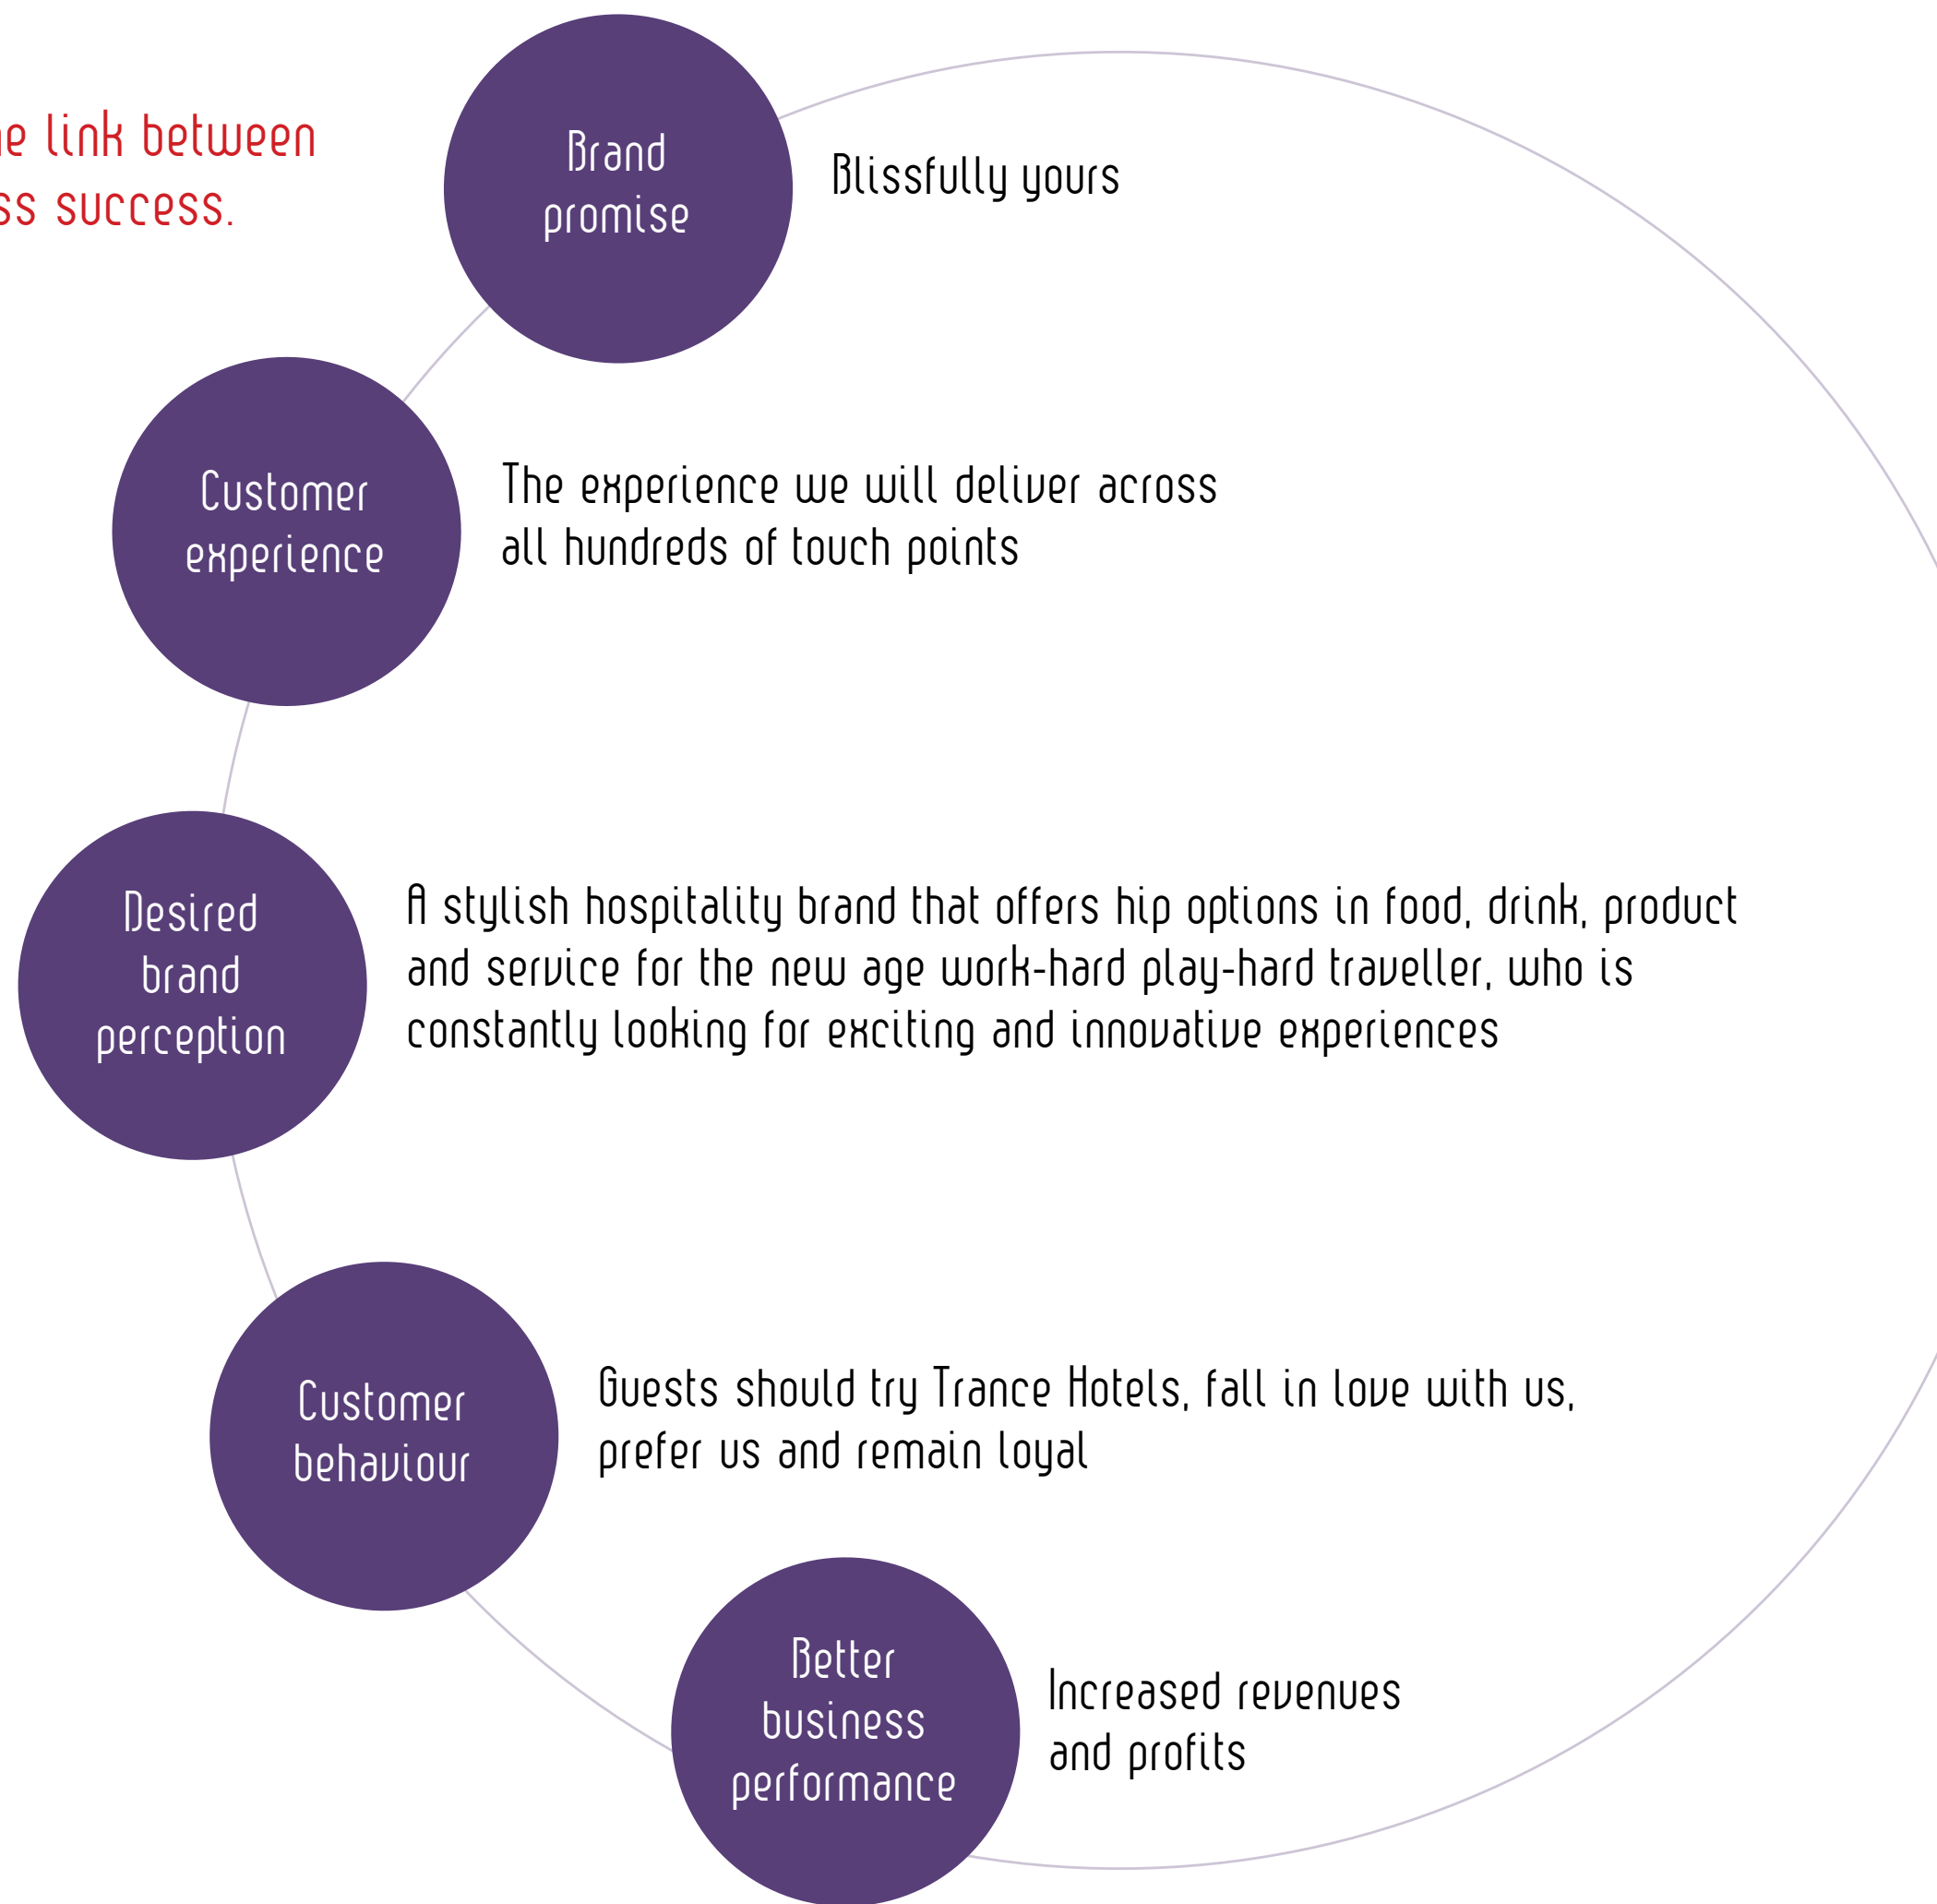 link between
success.
Brand
promise
Blissfully yours
Customer
experience
The experience we will deliver across
all hundreds of touch points
Desired
brand
perception
A stylish hospitality brand that offers hip options in food, drink, product
and service for the new age work-hard play-hard traveller, who is
constantly looking for exciting and innovative experiences
Customer
behaviour
Guests should try Trance Hotels, fall in love with us,
prefer us and remain loyal
Better
business
performance
Increased revenues
and profits